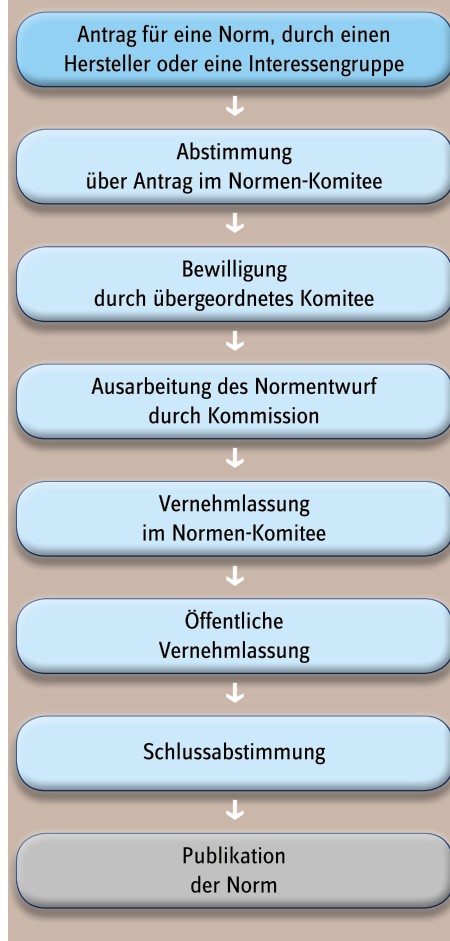 Antrag für eine Norm, durch einen
Hersteller oder eine Interessengruppe
Abstimmung
über Antrag im Normen-Komitee
Bewilligung
durch übergeordnetes Komitee
Ausarbeitung des Normentwurf
durch Kommission
Vernehmlassung
im Normen-Komitee
Öffentliche
Vernehmlassung
Schlussabstimmung
Publikation
der Norm